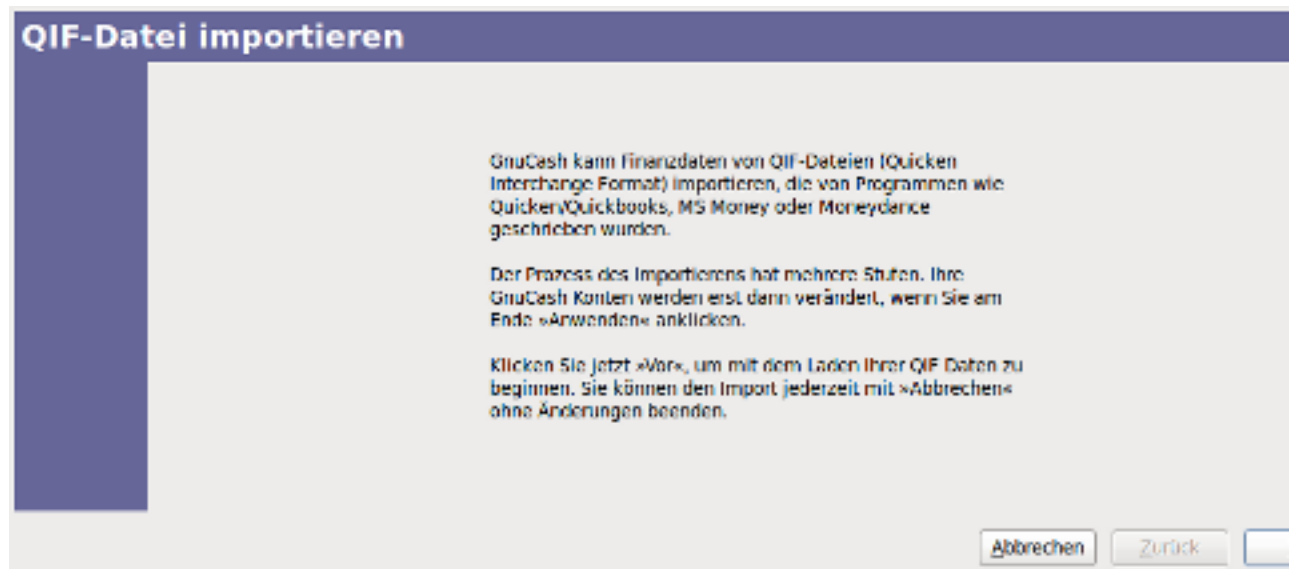 QIF-Datei importieren
GnuCash kann Finanzdaten von QIF-Dateien (Quicken
Interchange Format) importieren, die von Programmen wie
Quicken/Quickbooks, MS Money oder Moneydance
geschrieben wurden.
Der Prozess des Importierens hat mehrere Stufen. Ihre
GnuCash Konten werden erst dann verändert, wenn Sie am
Ende »Anwenden« anklicken.
Klicken Sie jetzt »Vor«, um mit dem Laden Ihrer QIF Daten zu
beginnen. Sie können den Import jederzeit mit »Abbrechen«
ohne Änderungen beenden.
Abbrechen Zurück